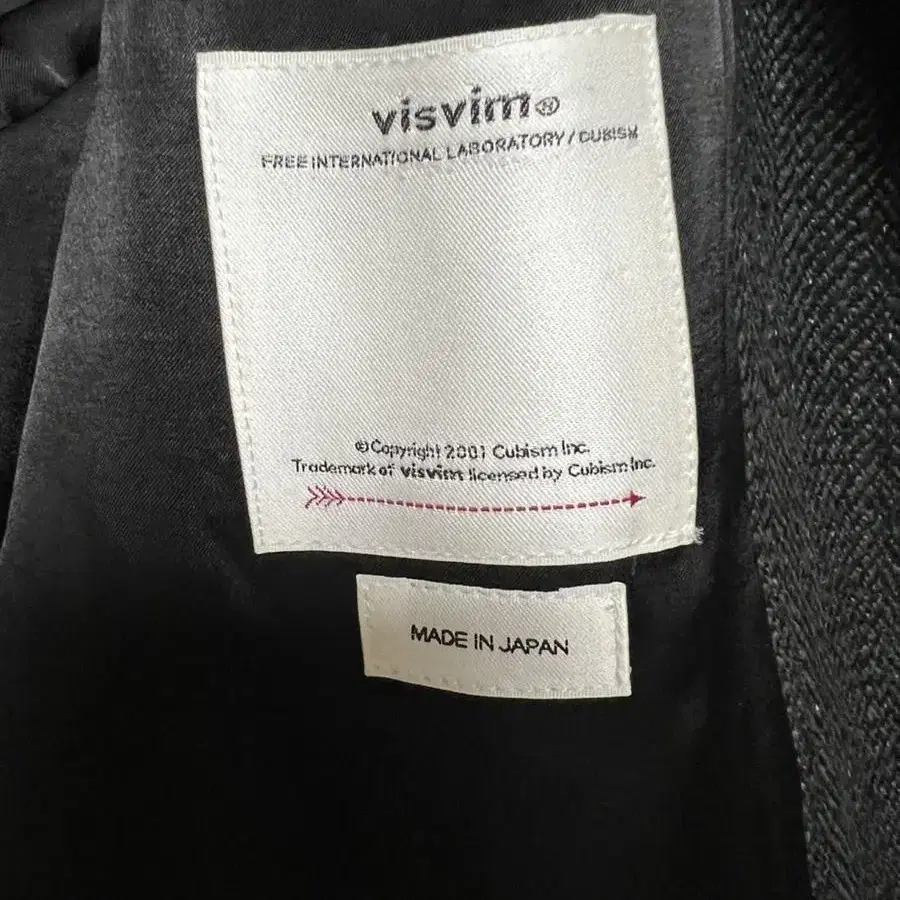 visvim®
FREE INTERNATIONAL LABORATORY / CUBISM
©Copyright 2001 Cubism Inc.
Trademark of visvim licensed by Cubism Inc.
MADE IN JAPAN